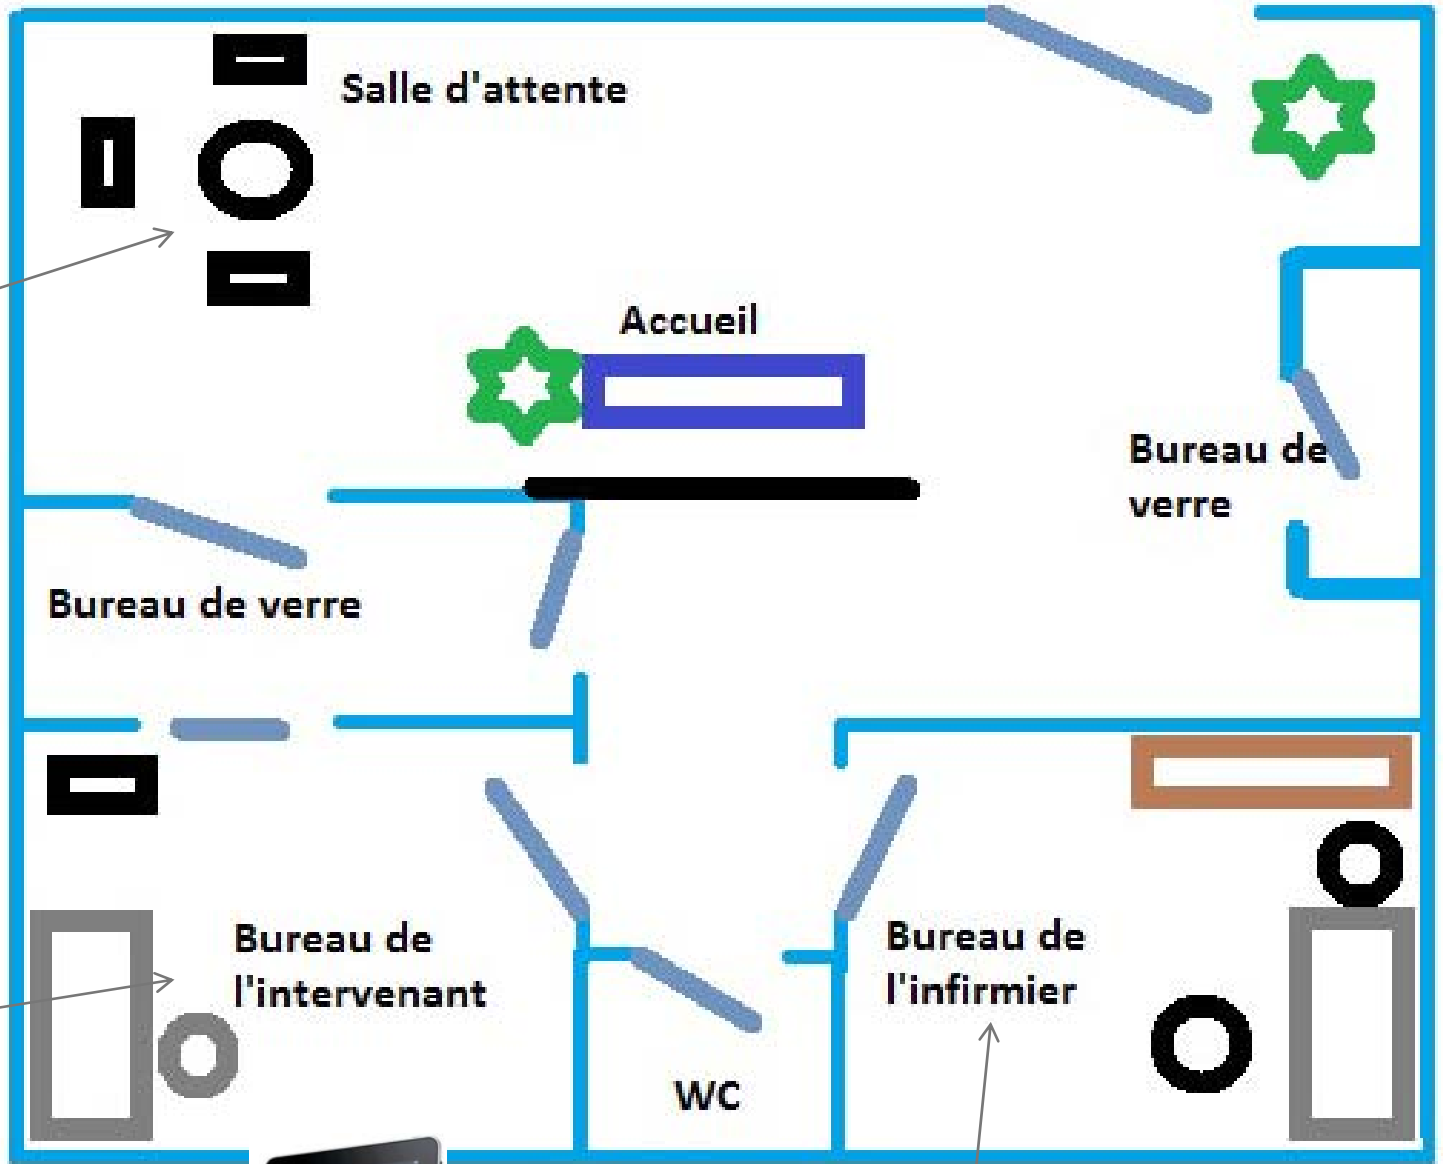 Salle d'attente
Accueil
Bureau de
verre
Bureau de verre
Bureau de
l'intervenant
Bureau de
l'infirmier
WC